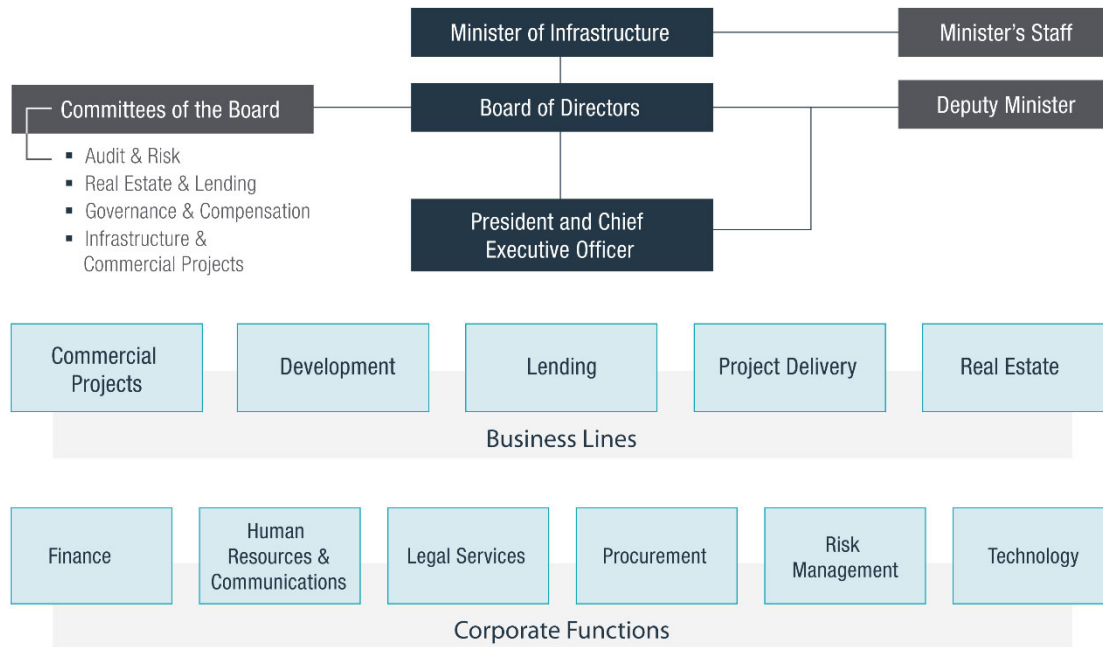 Minister of Infrastructure
Minister’s Staff
Committees of the Board
Board of Directors
Deputy Minister
▪ Audit & Risk
▪ Real Estate & Lending
▪ Governance & Compensation
▪ Infrastructure &
Commercial Projects
President and Chief
Executive Officer
Commercial
Projects
Development
Lending
Project Delivery
Real Estate
Business Lines
Finance
Human
Resources &
Communications
Legal Services
Procurement
Risk
Management
Technology
Corporate Functions